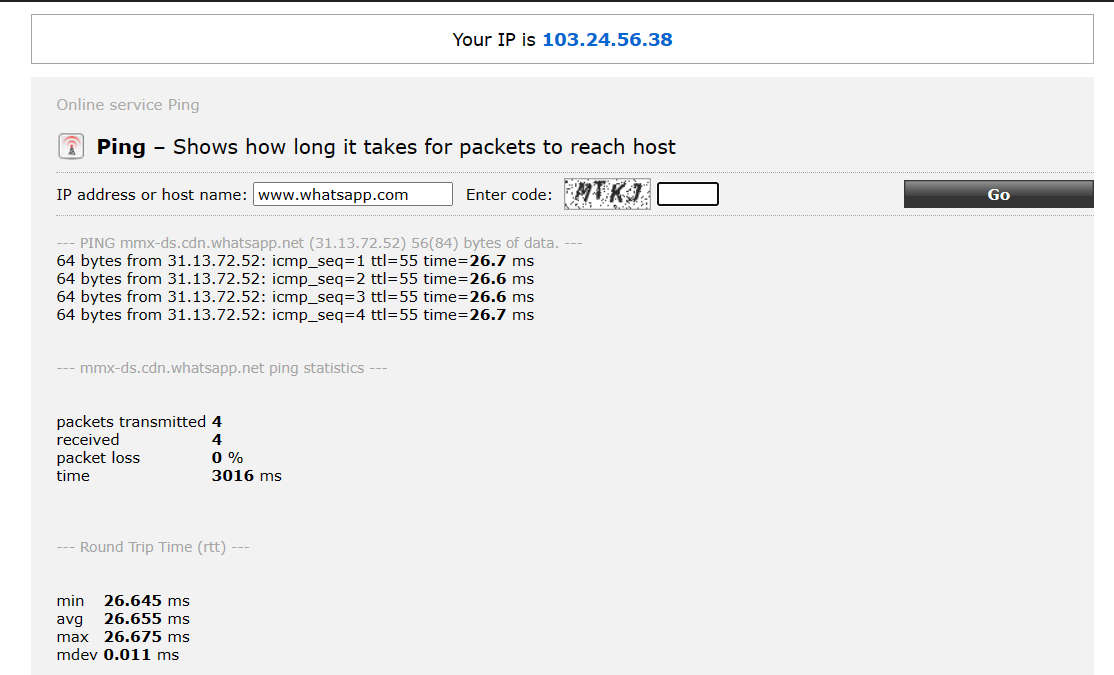 Your IP is 103.24.56.38
Online service Ping
Ping – Shows how long it takes for packets to reach host
IP address or host name: www.whatsapp.com Enter code: MTKJ Go
--- PING mmx-ds.cdn.whatsapp.net (31.13.72.52) 56(84) bytes of data. ---
64 bytes from 31.13.72.52: icmp_seq=1 ttl=55 time=26.7 ms
64 bytes from 31.13.72.52: icmp_seq=2 ttl=55 time=26.6 ms
64 bytes from 31.13.72.52: icmp_seq=3 ttl=55 time=26.6 ms
64 bytes from 31.13.72.52: icmp_seq=4 ttl=55 time=26.7 ms
--- mmx-ds.cdn.whatsapp.net ping statistics ---
packets transmitted 4
received 4
packet loss 0 %
time 3016 ms
--- Round Trip Time (rtt) ---
min 26.645 ms
avg 26.655 ms
max 26.675 ms
mdev 0.011 ms